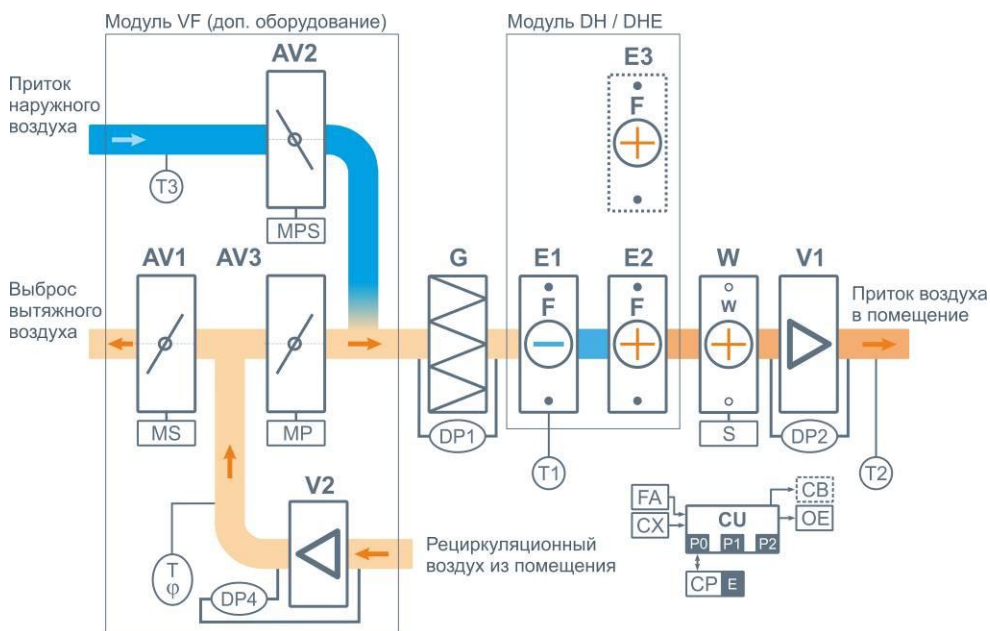 Модуль VF (доп. оборудование)
Модуль DH / DHE
AV2
E3
Приток
наружного
воздуха
F
T3
MPS
AV1
AV3
G
E1
E2
W
V1
Выброс
вытяжного
воздуха
F
F
w
Приток воздуха
в помещение
MS
MP
DP1
S
DP2
T1
T2
V2
FA
CX
CU
CB
OE
P0
P1
P2
Рециркуляционный
воздух из помещения
T
φ
DP4
CP
E